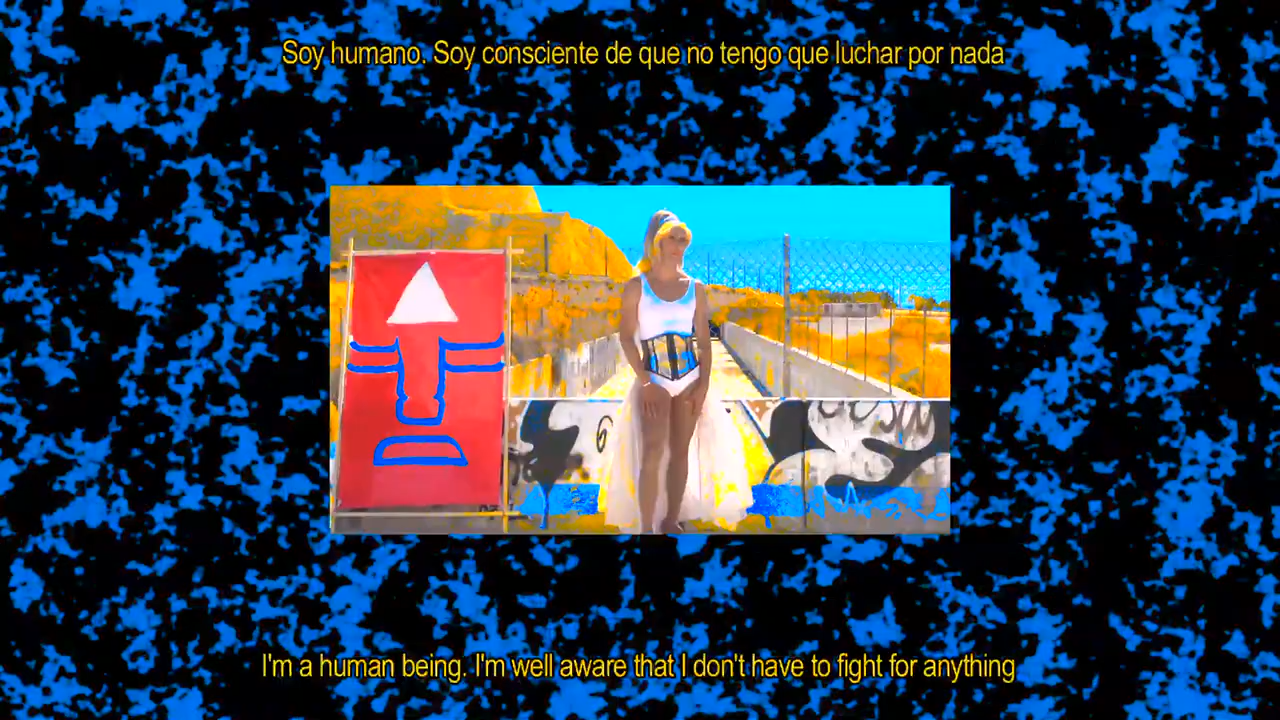 Soy humano. Soy consciente de que no tengo que luchar por nada
6
I'm a human being. I'm well aware that I don't have to fight for anything